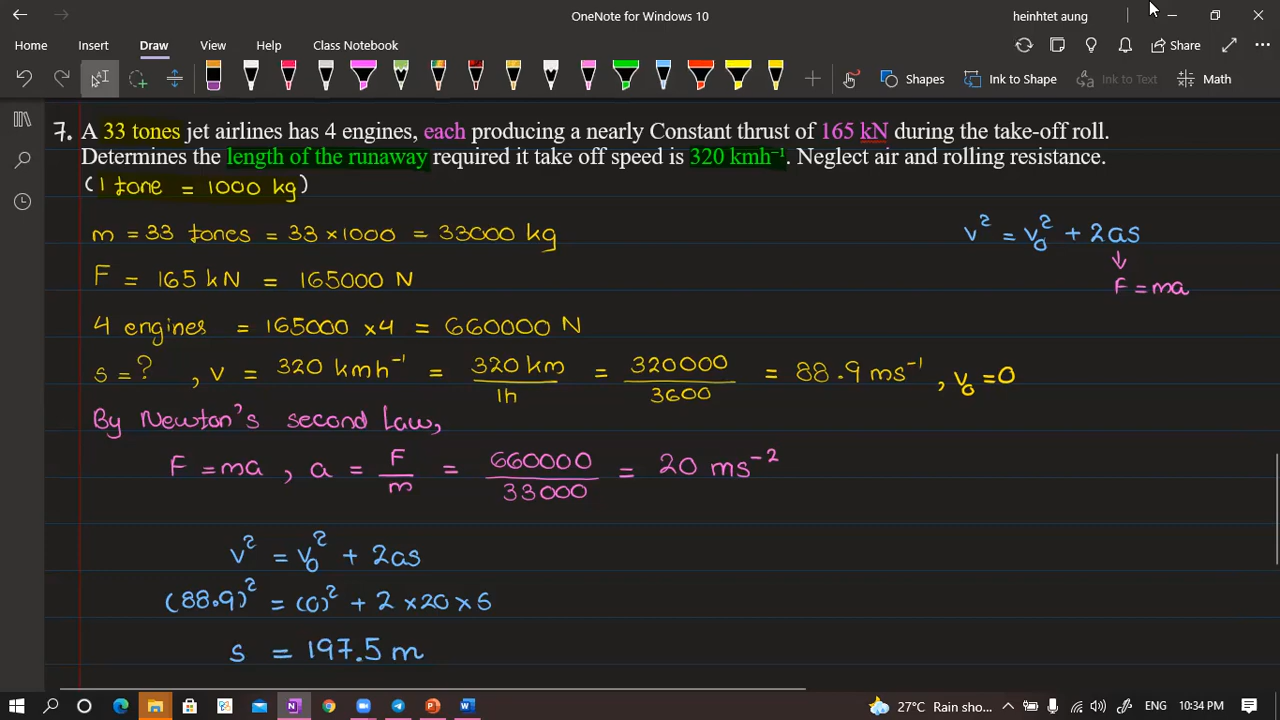 OneNote for Windows 10
heinhtet aung
Home Insert Draw View Help Class Notebook
Share
Shapes Ink to Shape Ink to Text Math
7. A 33 tones jet airlines has 4 engines, each producing a nearly Constant thrust of 165 kN during the take-off roll.
Determines the length of the runaway required it take off speed is 320 kmh⁻¹. Neglect air and rolling resistance.
(1 tone = 1000 kg)
v² = v₀² + 2as
↓
F = ma
m = 33 tones = 33 × 1000 = 33000 kg
F = 165 kN = 165000 N
4 engines = 165000 ×4 = 660000 N
s = ? , v = 320 kmh⁻¹ = 320 km / 1h = 320000 / 3600 = 88.9 ms⁻¹ , v₀ = 0
By Newton's second Law,
F = ma , a = F / m = 660000 / 33000 = 20 ms⁻²
v² = v₀² + 2as
(88.9)² = (0)² + 2 ×20 × s
s = 197.5 m
27°C Rain sho... ENG 10:34 PM